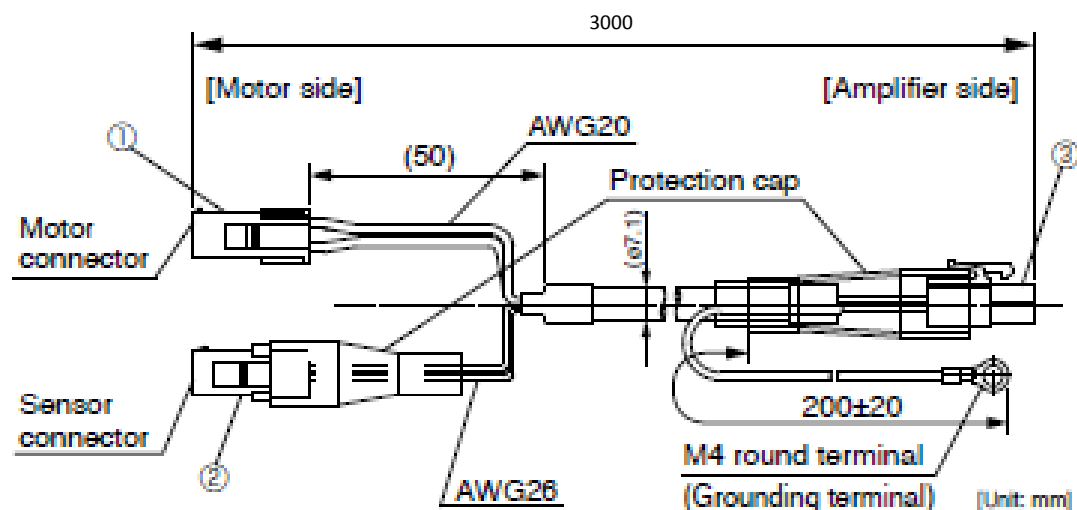 3000
[Motor side]
[Amplifier side]
①
AWG20
③
(50)
Protection cap
Motor
connector
(ø7.1)
Sensor
connector
200±20
②
M4 round terminal
(Grounding terminal)
AWG26
[Unit: mm]